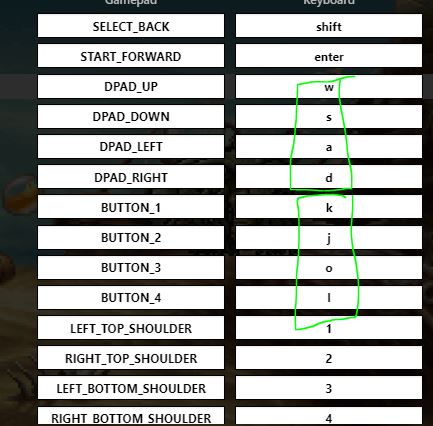 Gamepad Keyboard
SELECT_BACK shift
START_FORWARD enter
DPAD_UP w
DPAD_DOWN s
DPAD_LEFT a
DPAD_RIGHT d
BUTTON_1 k
BUTTON_2 j
BUTTON_3 o
BUTTON_4 l
LEFT_TOP_SHOULDER 1
RIGHT_TOP_SHOULDER 2
LEFT_BOTTOM_SHOULDER 3
RIGHT_BOTTOM_SHOULDER 4